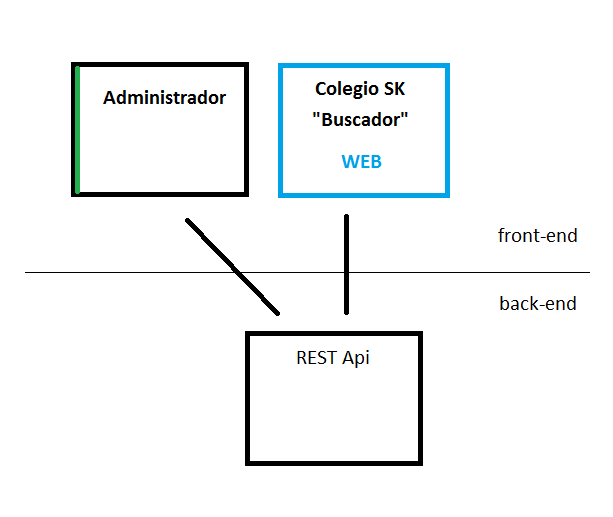 Administrador
Colegio SK
"Buscador"
WEB
front-end
back-end
REST Api